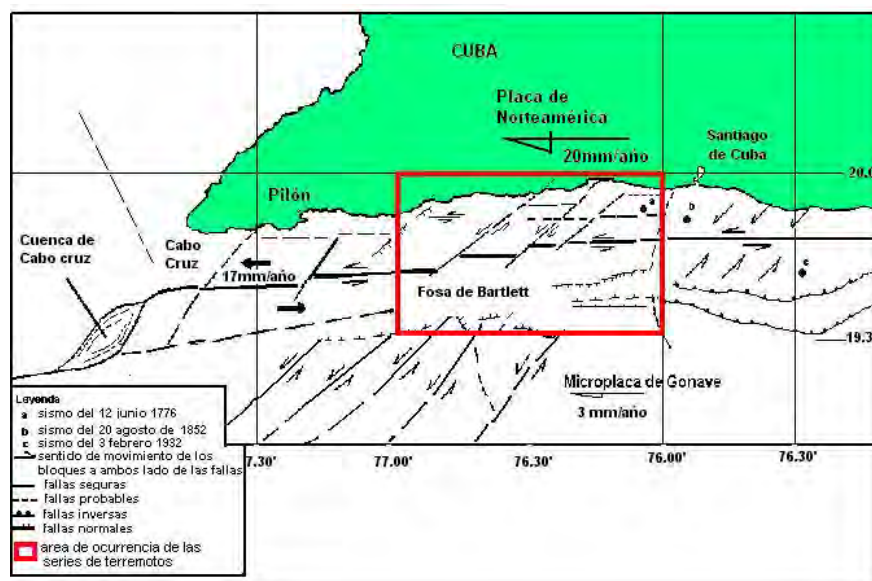 CUBA
Placa de
Norteamérica
20mm/año
Santiago
de Cuba
20.0
Pilón
a
b
Cuenca de
Cabo cruz
Cabo
Cruz
17mm/año
c
Fosa de Bartlett
19.3
Microplaca de Gonave
3 mm/año
7.30'
77.00'
76.30'
76.00'
76.30'
Leyenda
a sismo del 12 junio 1776
b sismo del 20 agosto de 1852
c sismo del 3 febrero 1932
sentido de movimiento de los
bloques a ambos lado de las fallas
fallas seguras
fallas probables
fallas inversas
fallas normales
area de ocurrencia de las
series de terremotos